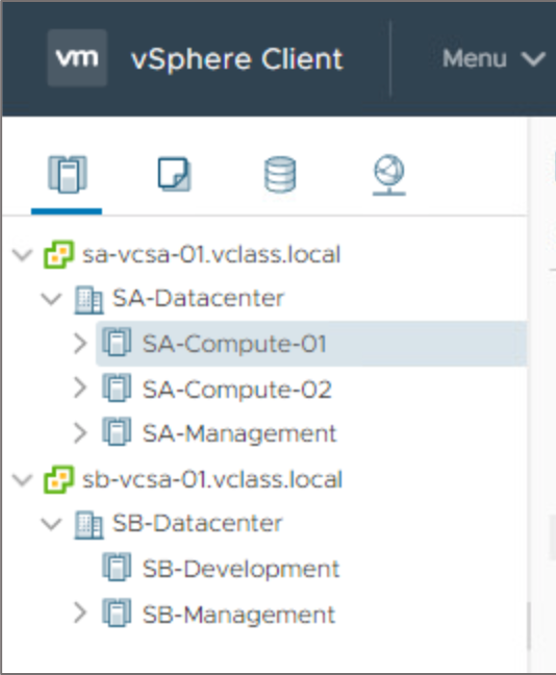 vm vSphere Client Menu
sa-vcsa-01.vclass.local
SA-Datacenter
SA-Compute-01
SA-Compute-02
SA-Management
sb-vcsa-01.vclass.local
SB-Datacenter
SB-Development
SB-Management